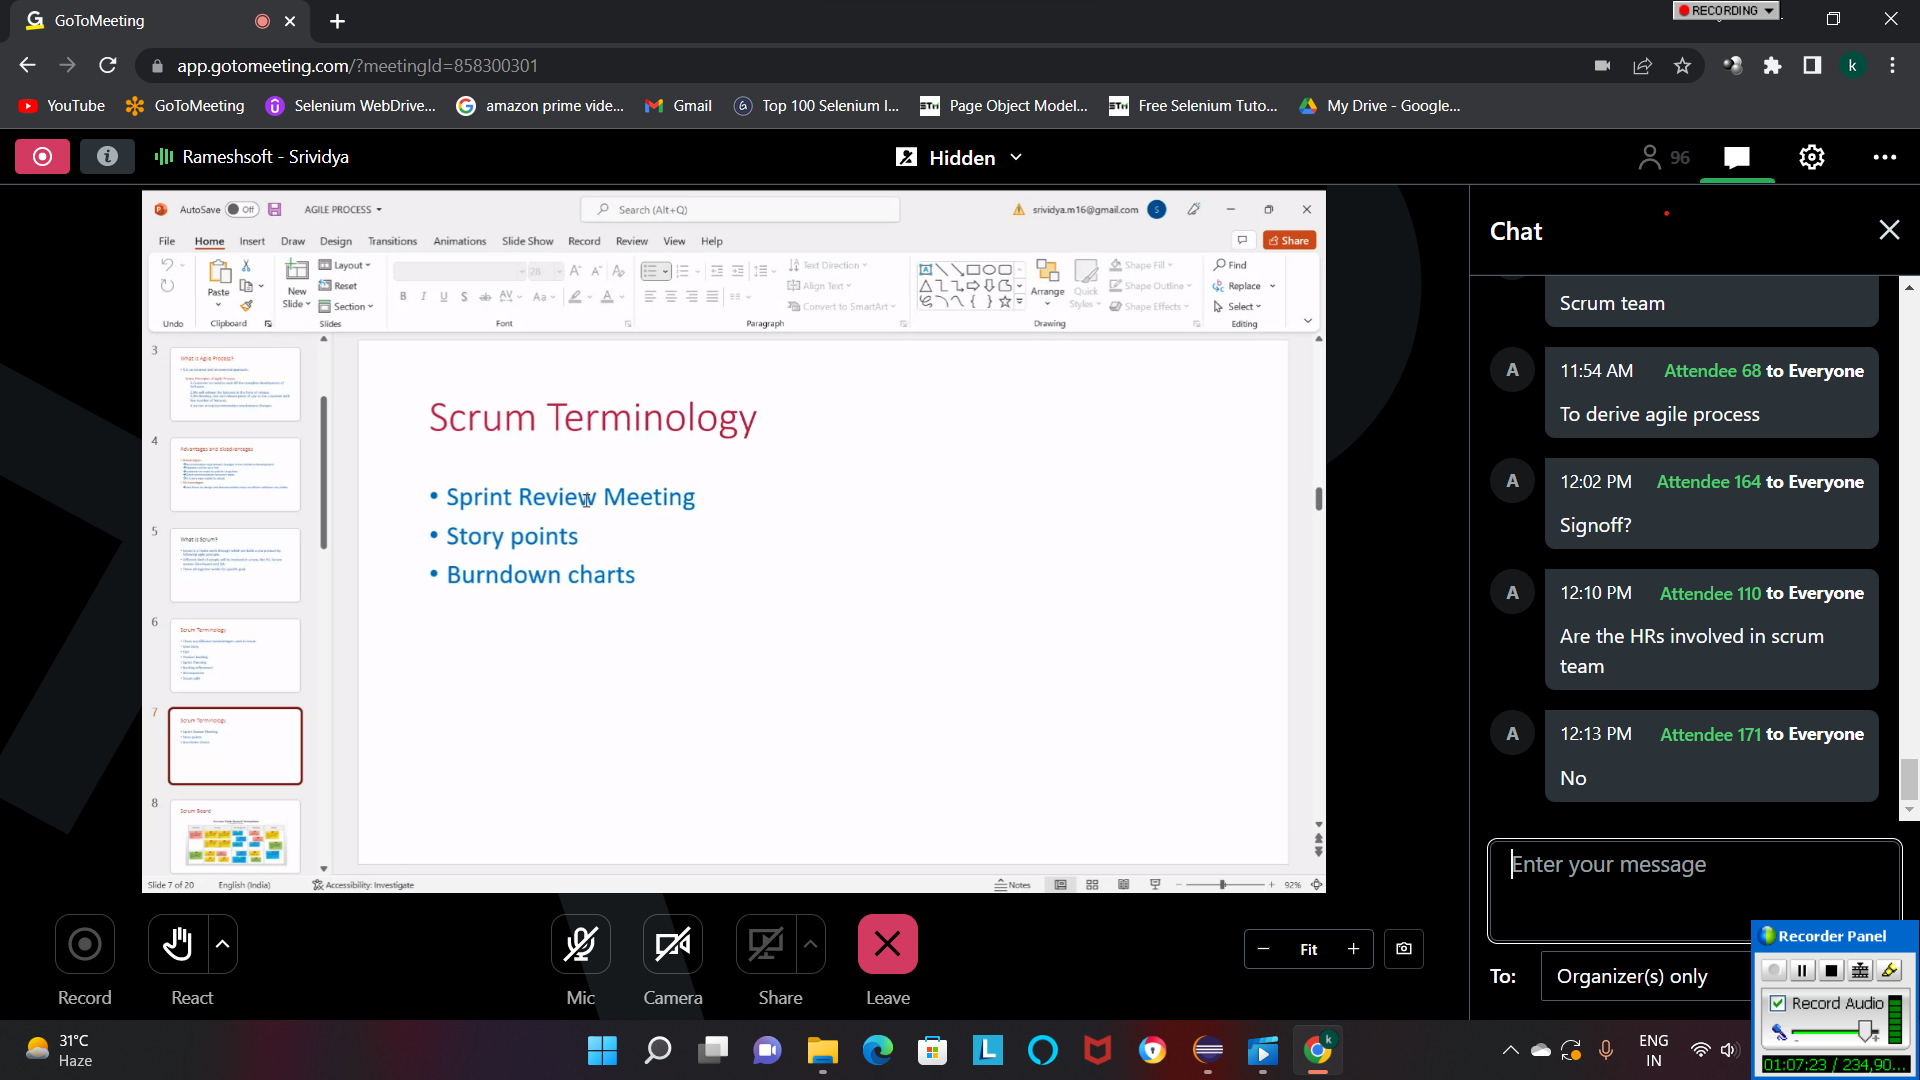 GoToMeeting
RECORDING
app.gotomeeting.com/?meetingId=858300301
k
YouTube
GoToMeeting
Selenium WebDrive...
amazon prime vide...
Gmail
Top 100 Selenium I...
Page Object Model...
Free Selenium Tuto...
My Drive - Google...
Rameshsoft - Srividya
Hidden
96
AutoSave Off
AGILE PROCESS
Search (Alt+Q)
srividya.m16@gmail.com
S
File Home Insert Draw Design Transitions Animations Slide Show Record Review View Help
Share
Paste
New
Slide
Layout
Reset
Section
28
Text Direction
Align Text
Convert to SmartArt
Arrange
Quick
Styles
Shape Fill
Shape Outline
Shape Effects
Find
Replace
Select
Undo Clipboard Slides Font Paragraph Drawing Editing
3
What is Agile Process?
4
Advantages and disadvantages
5
What is Scrum?
6
Scrum Terminology
7
Scrum Terminology
8
Scrum Board
Scrum Terminology
• Sprint Review Meeting
• Story points
• Burndown charts
Slide 7 of 20
English (India)
Accessibility: Investigate
Notes
92%
Chat
Scrum team
A
11:54 AM Attendee 68 to Everyone
To derive agile process
A
12:02 PM Attendee 164 to Everyone
Signoff?
A
12:10 PM Attendee 110 to Everyone
Are the HRs involved in scrum
team
A
12:13 PM Attendee 171 to Everyone
No
Enter your message
To:
Organizer(s) only
Record
React
Mic
Camera
Share
Leave
Fit
Recorder Panel
Record Audio
01:07:23 / 234,90...
31°C
Haze
ENG
IN